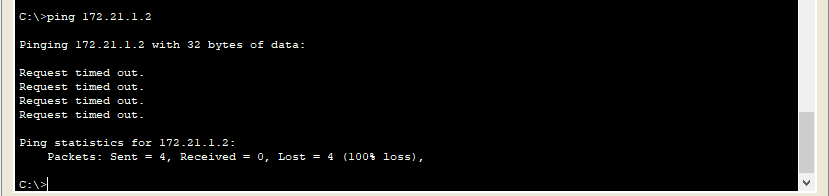 C:\>ping 172.21.1.2
Pinging 172.21.1.2 with 32 bytes of data:
Request timed out.
Request timed out.
Request timed out.
Request timed out.
Ping statistics for 172.21.1.2:
    Packets: Sent = 4, Received = 0, Lost = 4 (100% loss),
C:\>